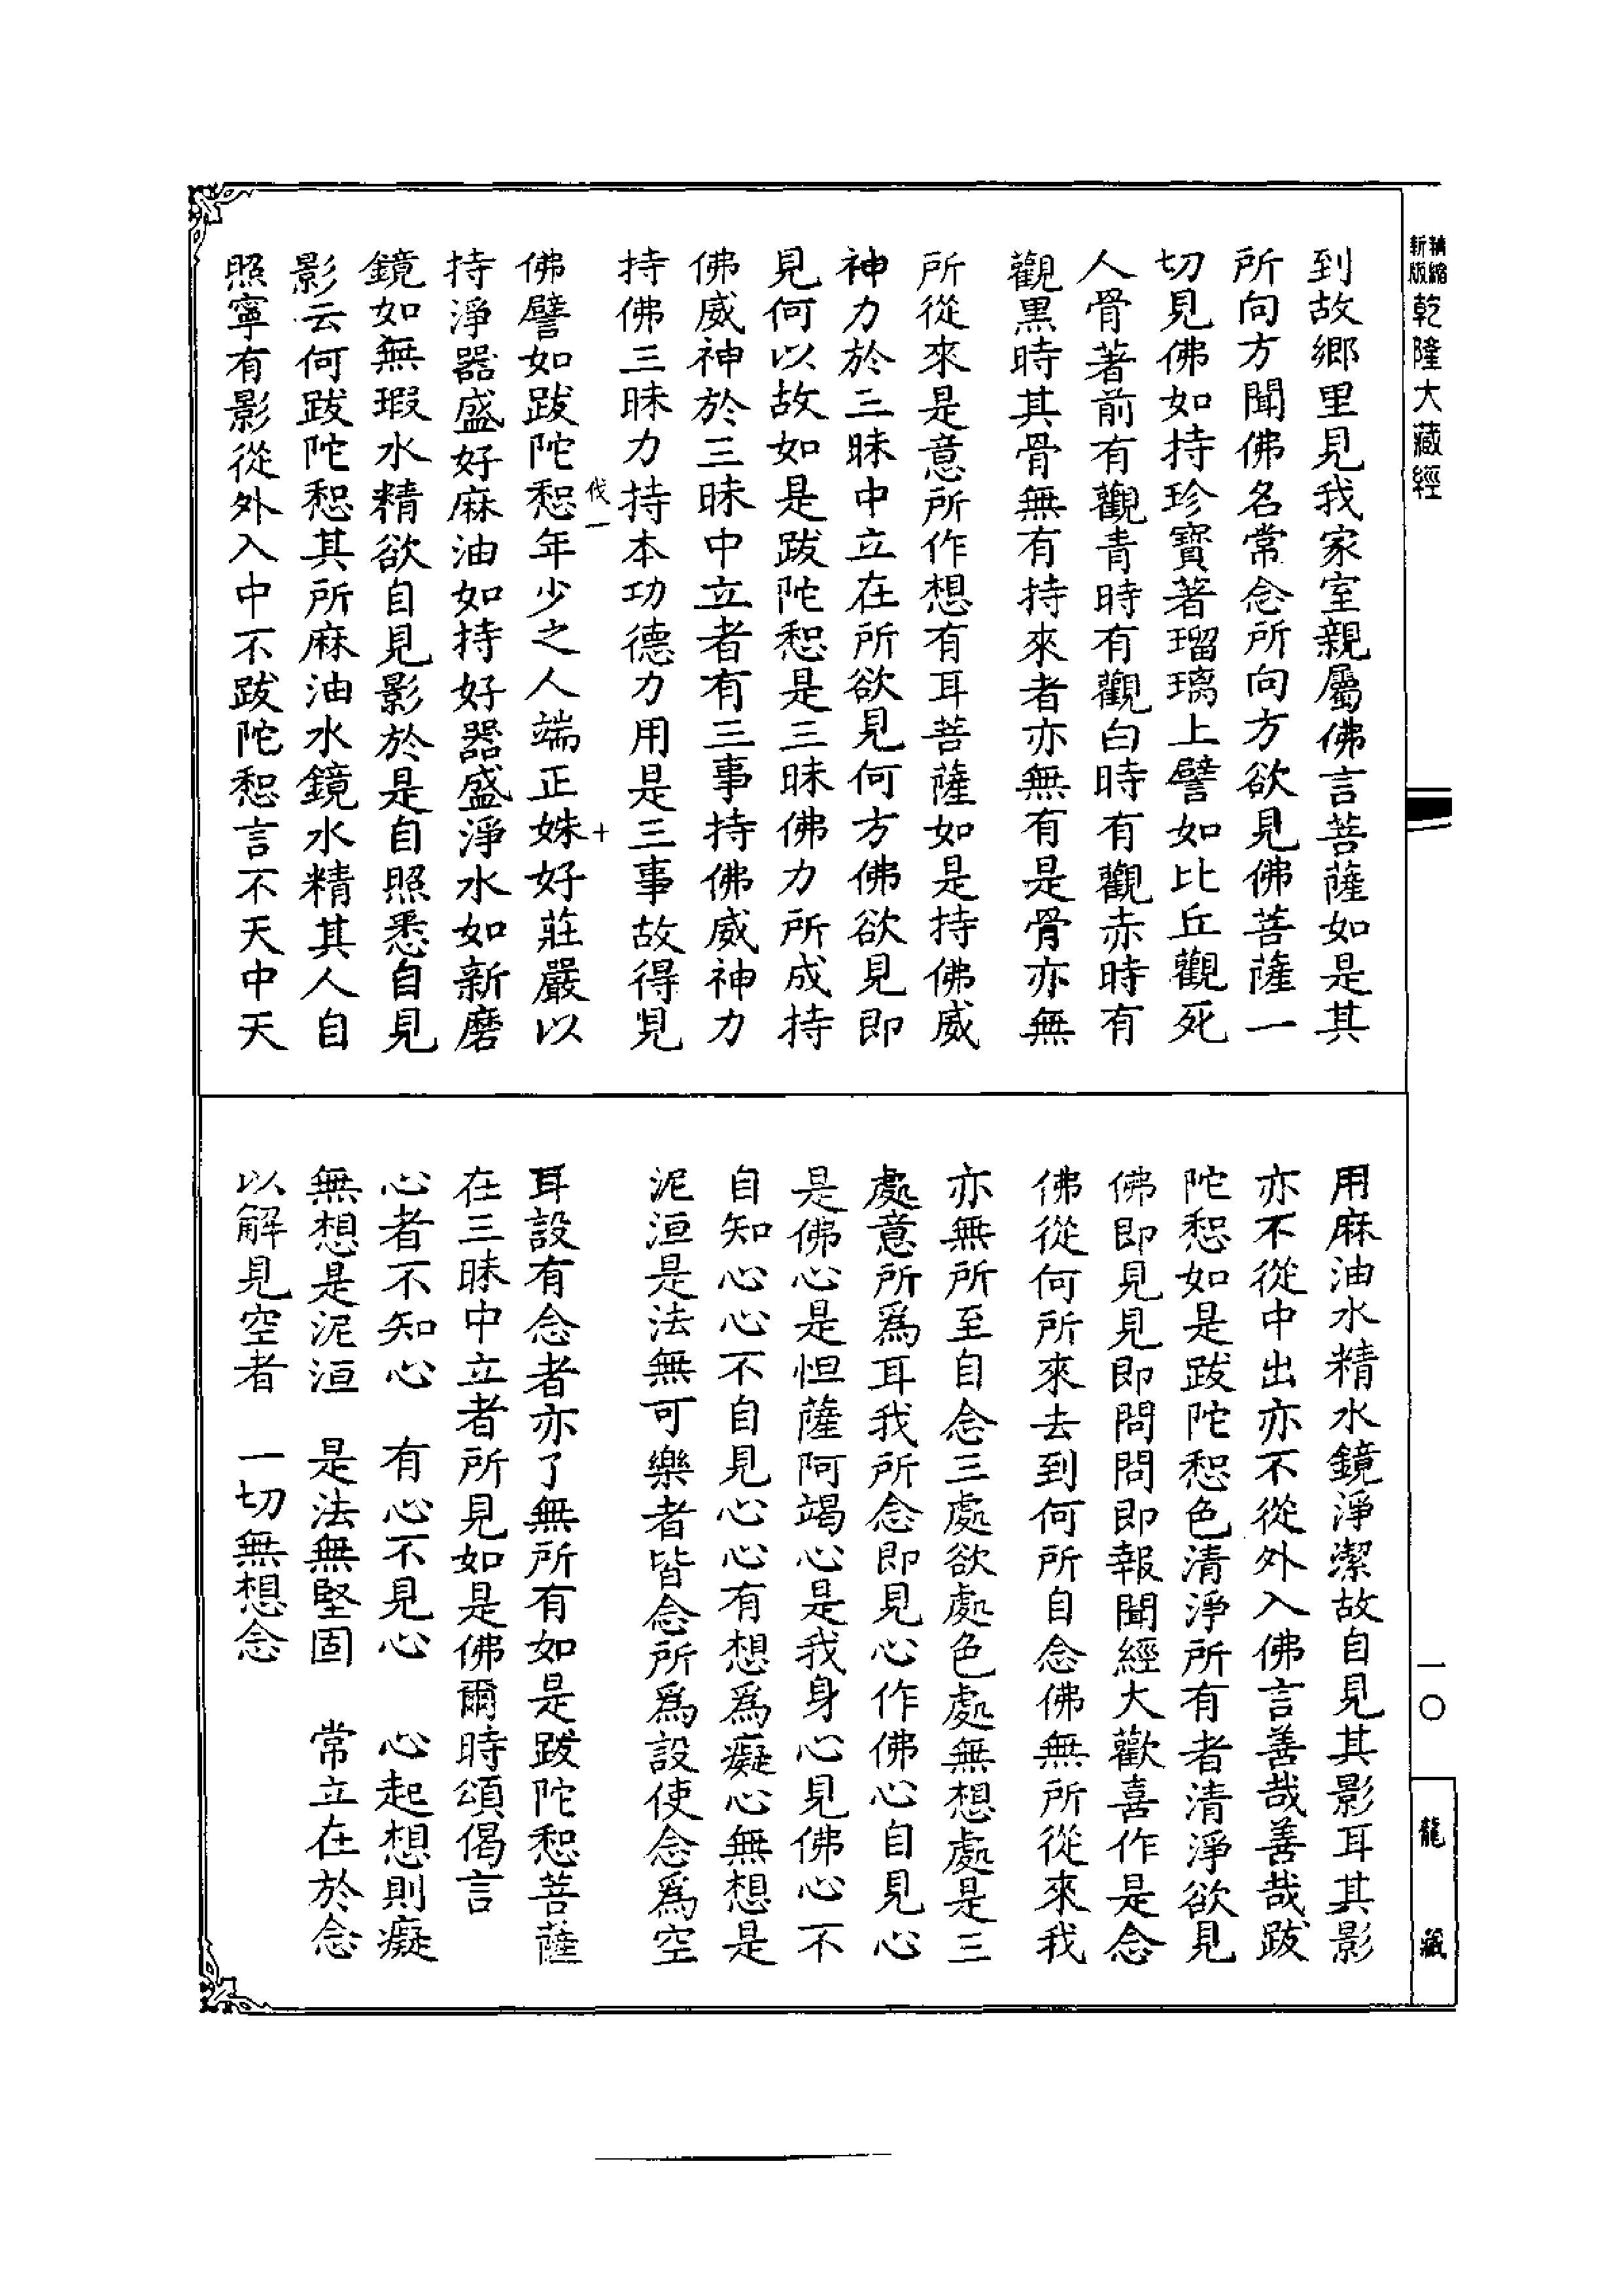 精縮新版乾隆大藏經
到故鄉里見我家室親屬佛言菩薩如是其
所向方聞佛名常念所向方欲見佛菩薩一
切見佛如持珍寶著瑠璃上譬如比丘觀死
人骨著前有觀青時有觀白時有觀赤時有
觀黑時其骨無有持來者亦無有是骨亦無
所從來是意所作想有耳菩薩如是持佛威
神力於三昧中立在所欲見何方佛欲見即
見何以故如是跋陀惒是三昧佛力所成持
佛威神於三昧中立者有三事持佛威神力
持佛三昧力持本功德力用是三事故得見
伐一
十
佛譬如跋陀惒年少之人端正姝好莊嚴以
持淨器盛好麻油如持好器盛淨水如新磨
鏡如無瑕水精欲自見影於是自照悉自見
影云何跋陀惒其所麻油水鏡水精其人自
照寧有影從外入中不跋陀惒言不天中天
用麻油水精水鏡淨潔故自見其影耳其影
亦不從中出亦不從外入佛言善哉善哉跋
陀惒如是跋陀惒色清淨所有者清淨欲見
佛即見見即問問即報聞經大歡喜作是念
佛從何所來去到何所自念佛無所從來我
亦無所至自念三處欲處色處無想處是三
處意所為耳我所念即見心作佛心自見心
是佛心是怛薩阿竭心是我身心見佛心不
自知心心不自見心心有想為癡心無想是
泥洹是法無可樂者皆念所為設使念為空
耳設有念者亦了無所有如是跋陀惒菩薩
在三昧中立者所見如是佛爾時頌偈言
心者不知心　有心不見心　心起想則癡
無想是泥洹　是法無堅固　常立在於念
以解見空者　一切無想念
一〇
龍藏